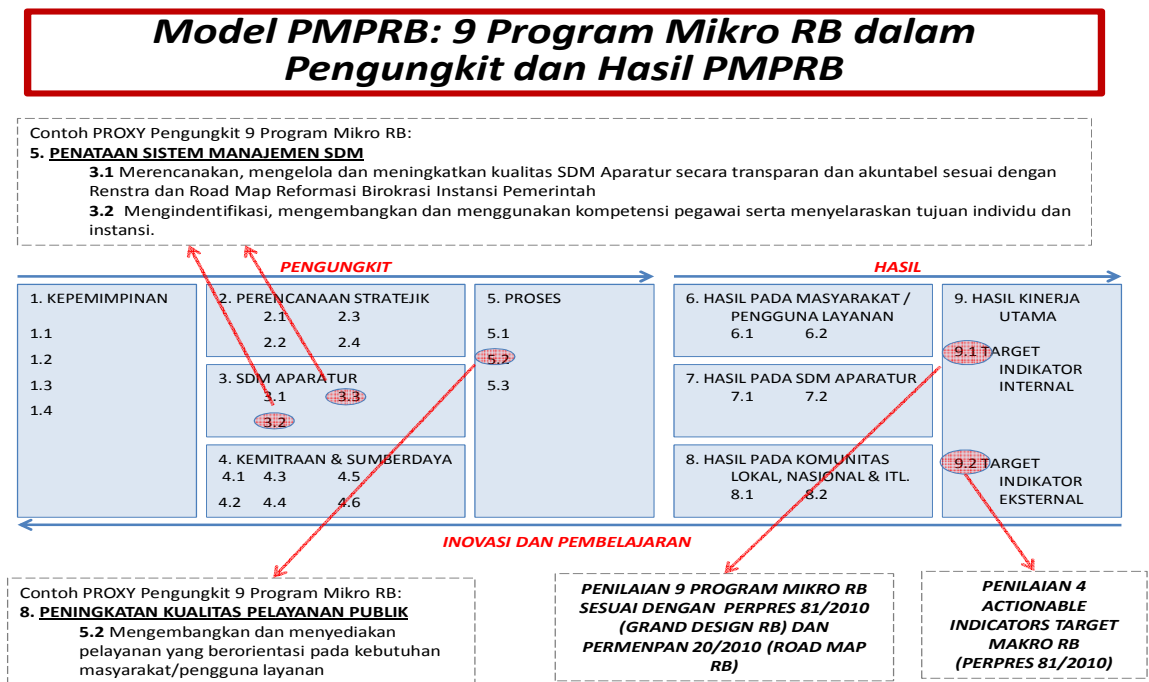 Model PMPRB: 9 Program Mikro RB dalam
Pengungkit dan Hasil PMPRB
Contoh PROXY Pengungkit 9 Program Mikro RB:
5. PENATAAN SISTEM MANAJEMEN SDM
3.1 Merencanakan, mengelola dan meningkatkan kualitas SDM Aparatur secara transparan dan akuntabel sesuai dengan
Renstra dan Road Map Reformasi Birokrasi Instansi Pemerintah
3.2 Mengindentifikasi, mengembangkan dan menggunakan kompetensi pegawai serta menyelaraskan tujuan individu dan
instansi.
PENGUNGKIT
HASIL
1. KEPEMIMPINAN
1.1
1.2
1.3
1.4
2. PERENCANAAN STRATEJIK
2.1 2.3
2.2 2.4
3. SDM APARATUR
3.1 3.3
3.2
4. KEMITRAAN & SUMBERDAYA
4.1 4.3 4.5
4.2 4.4 4.6
5. PROSES
5.1
5.2
5.3
6. HASIL PADA MASYARAKAT /
PENGGUNA LAYANAN
6.1 6.2
7. HASIL PADA SDM APARATUR
7.1 7.2
8. HASIL PADA KOMUNITAS
LOKAL, NASIONAL & ITL.
8.1 8.2
9. HASIL KINERJA
UTAMA
9.1 TARGET
INDIKATOR
INTERNAL
9.2 TARGET
INDIKATOR
EKSTERNAL
INOVASI DAN PEMBELAJARAN
Contoh PROXY Pengungkit 9 Program Mikro RB:
8. PENINGKATAN KUALITAS PELAYANAN PUBLIK
5.2 Mengembangkan dan menyediakan
pelayanan yang berorientasi pada kebutuhan
masyarakat/pengguna layanan
PENILAIAN 9 PROGRAM MIKRO RB
SESUAI DENGAN PERPRES 81/2010
(GRAND DESIGN RB) DAN
PERMENPAN 20/2010 (ROAD MAP
RB)
PENILAIAN 4
ACTIONABLE
INDICATORS TARGET
MAKRO RB
(PERPRES 81/2010)